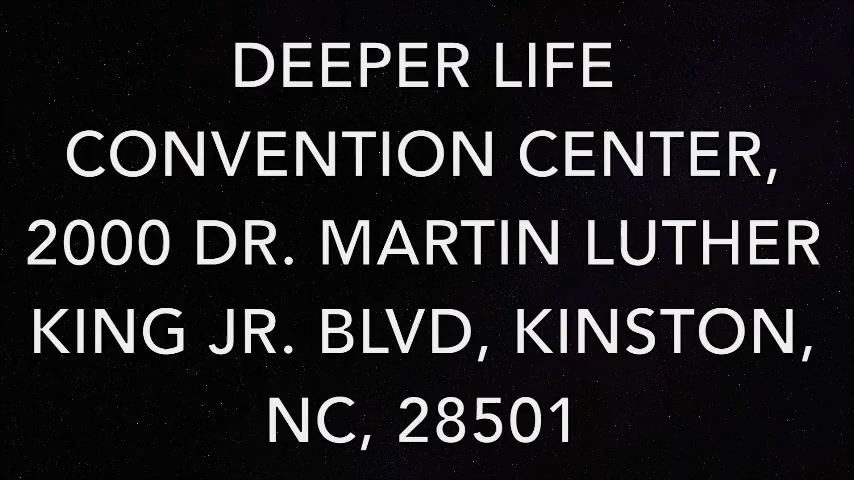 DEEPER LIFE
CONVENTION CENTER,
2000 DR. MARTIN LUTHER
KING JR. BLVD, KINSTON,
NC, 28501